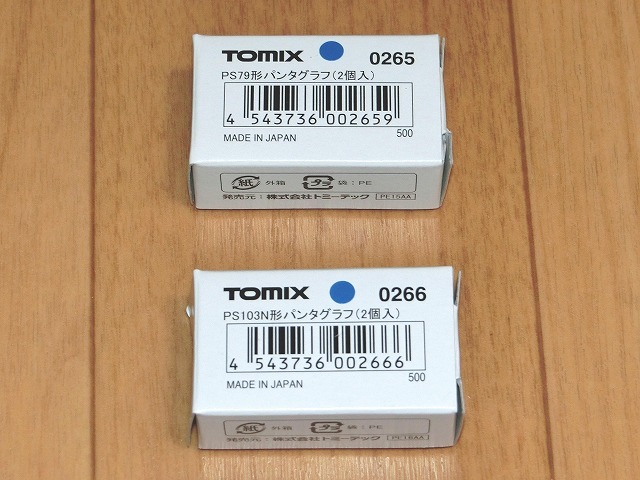 TOMIX 0265
PS79形パンタグラフ(2個入)
4 543736 002659
MADE IN JAPAN 500
紙 外箱 プラ 袋:PE
発売元:株式会社トミーテック PE15AA
TOMIX 0266
PS103N形パンタグラフ(2個入)
4 543736 002666
MADE IN JAPAN 500
紙 外箱 プラ 袋:PE
発売元:株式会社トミーテック PE16AA